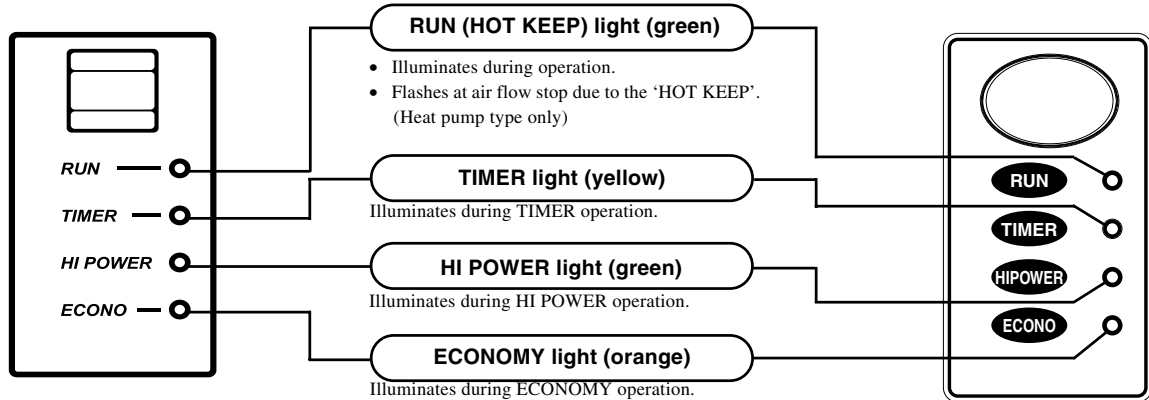 RUN (HOT KEEP) light (green)
• Illuminates during operation.
• Flashes at air flow stop due to the ‘HOT KEEP’.
(Heat pump type only)
RUN
TIMER
HI POWER
ECONO
TIMER light (yellow)
Illuminates during TIMER operation.
HI POWER light (green)
Illuminates during HI POWER operation.
ECONOMY light (orange)
Illuminates during ECONOMY operation.
RUN
TIMER
HIPOWER
ECONO